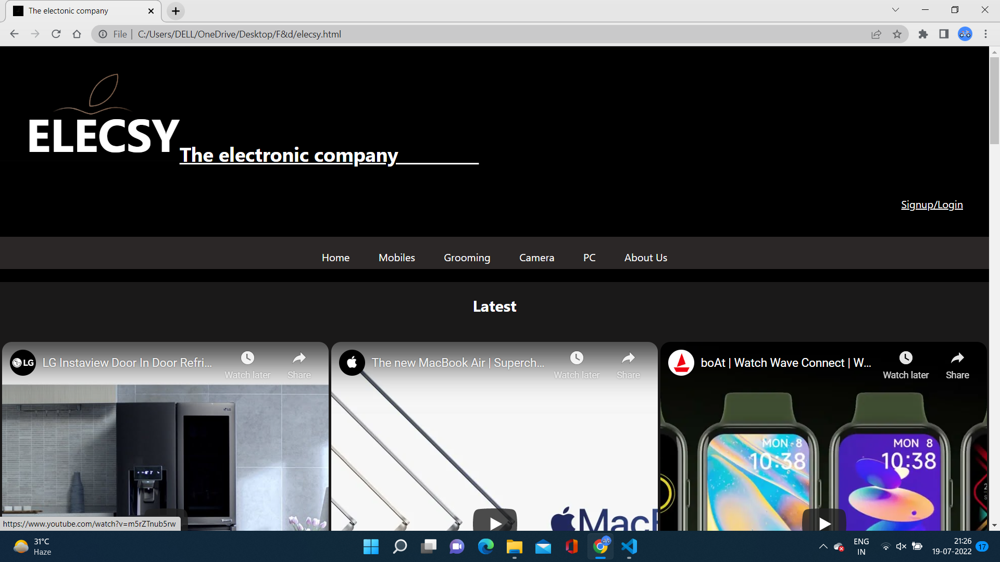 The electonic company
File | C:/Users/DELL/OneDrive/Desktop/F&d/elecsy.html
ELECSY
The electronic company
Signup/Login
Home Mobiles Grooming Camera PC About Us
Latest
LG LG Instaview Door In Door Refri... Watch later Share
The new MacBook Air | Superch... Watch later Share
boAt | Watch Wave Connect | W... Watch later Share
LG
MON 8 MON 8
10:38 10:38
MacB
https://www.youtube.com/watch?v=m5rZTnub5rw
31°C
Haze
ENG
IN
21:26
19-07-2022
17